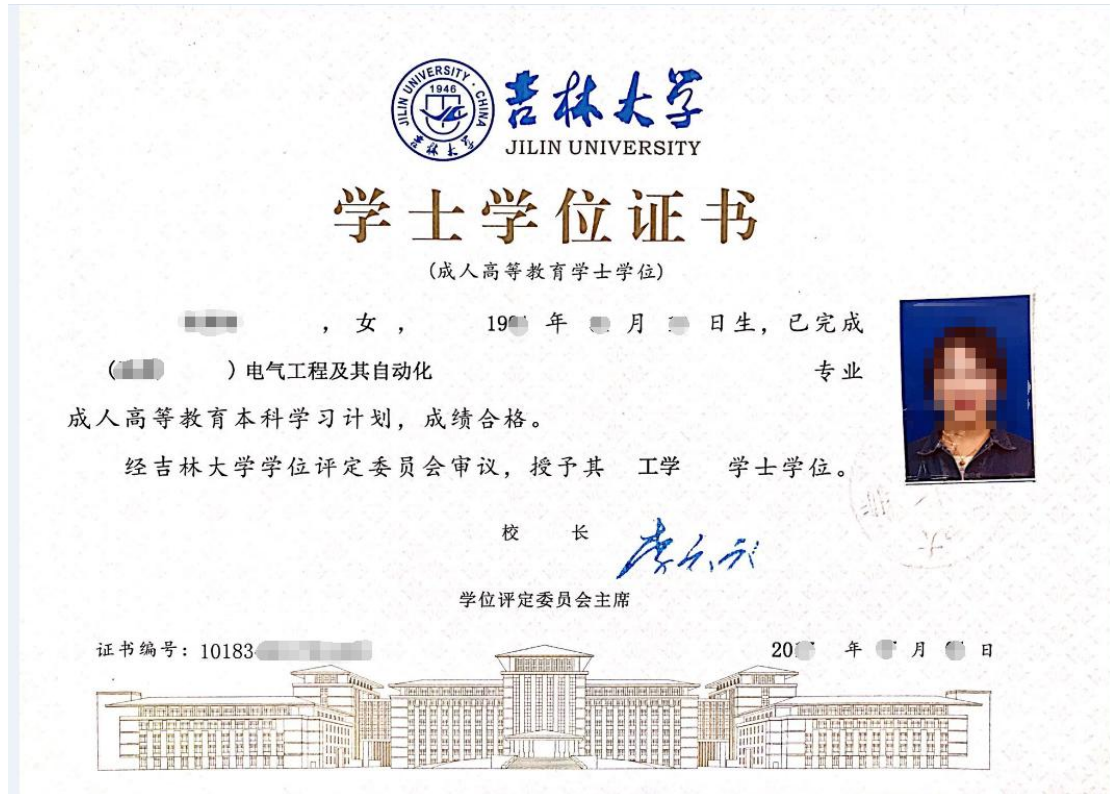 JILIN UNIVERSITY · CHINA
1946
吉林大学
吉林大学
JILIN UNIVERSITY
学士学位证书
(成人高等教育学士学位)
，女， 19 年 月 日生，已完成
( ) 电气工程及其自动化 专业
成人高等教育本科学习计划，成绩合格。
经吉林大学学位评定委员会审议，授予其 工学 学士学位。
校 长
学位评定委员会主席
证书编号：10183 20 年 月 日